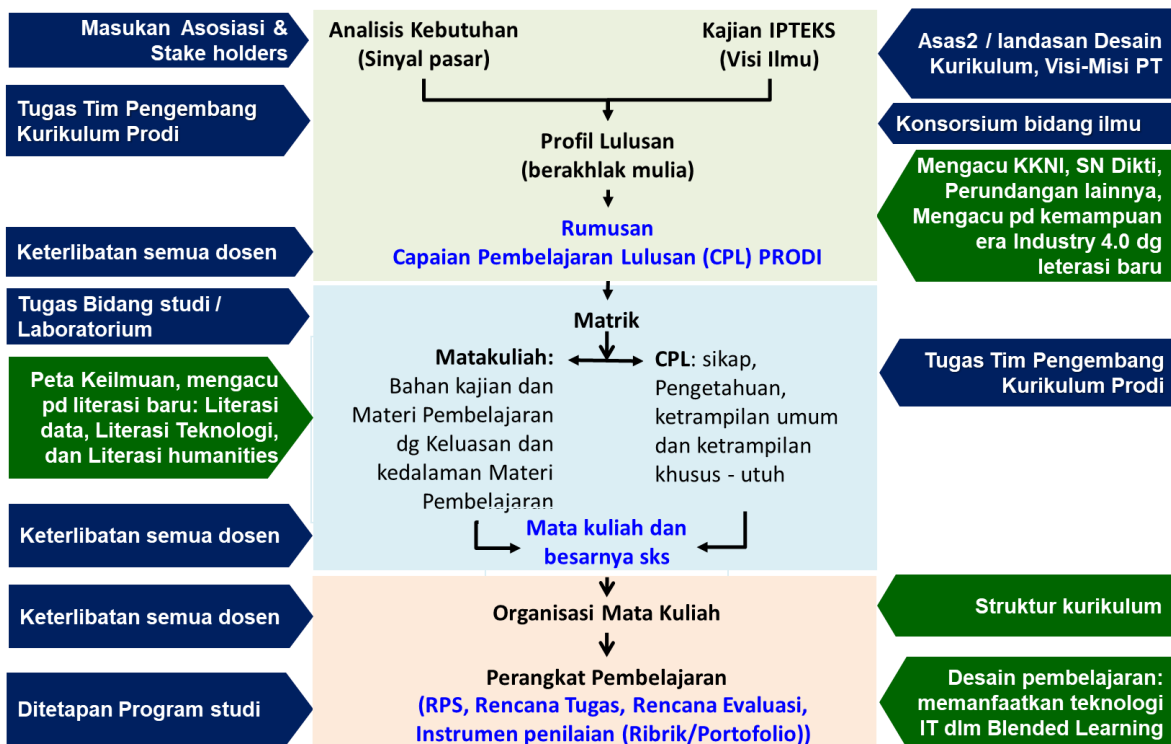 Masukan Asosiasi &
Stake holders
Analisis Kebutuhan
(Sinyal pasar)
Kajian IPTEKS
(Visi Ilmu)
Asas2 / landasan Desain
Kurikulum, Visi-Misi PT
Tugas Tim Pengembang
Kurikulum Prodi
Konsorsium bidang ilmu
Profil Lulusan
(berakhlak mulia)
Mengacu KKNI, SN Dikti,
Perundangan lainnya,
Mengacu pd kemampuan
era Industry 4.0 dg
leterasi baru
Keterlibatan semua dosen
Rumusan
Capaian Pembelajaran Lulusan (CPL) PRODI
Tugas Bidang studi /
Laboratorium
Matrik
Matakuliah:
Bahan kajian dan
Materi Pembelajaran
dg Keluasan dan
kedalaman Materi
Pembelajaran
CPL: sikap,
Pengetahuan,
ketrampilan umum
dan ketrampilan
khusus - utuh
Tugas Tim Pengembang
Kurikulum Prodi
Peta Keilmuan, mengacu
pd literasi baru: Literasi
data, Literasi Teknologi,
dan Literasi humanities
Keterlibatan semua dosen
Mata kuliah dan
besarnya sks
Keterlibatan semua dosen
Organisasi Mata Kuliah
Struktur kurikulum
Ditetapan Program studi
Perangkat Pembelajaran
(RPS, Rencana Tugas, Rencana Evaluasi,
Instrumen penilaian (Ribrik/Portofolio))
Desain pembelajaran:
memanfaatkan teknologi
IT dlm Blended Learning